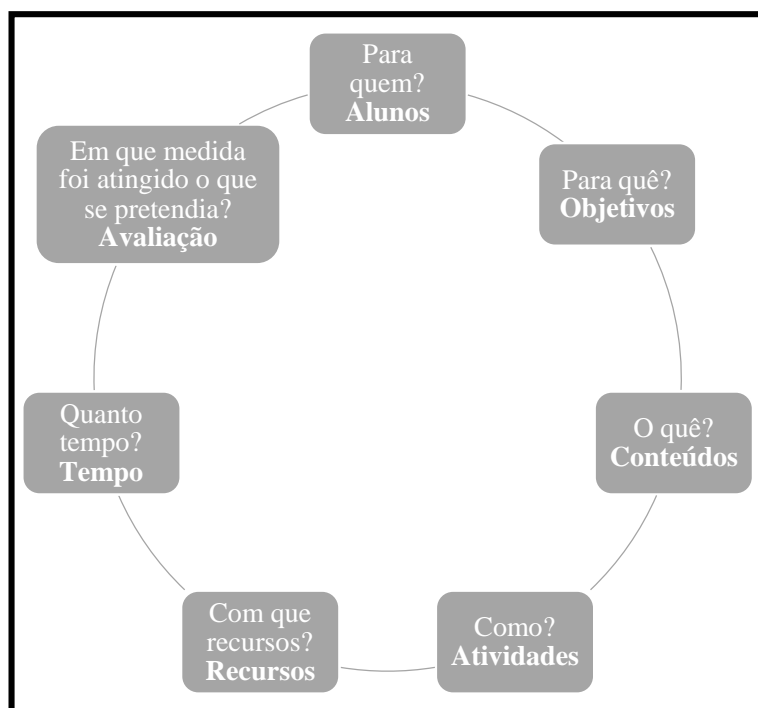 Para
quem?
Alunos
Para quê?
Objetivos
O quê?
Conteúdos
Como?
Atividades
Com que
recursos?
Recursos
Quanto
tempo?
Tempo
Em que medida
foi atingido o que
se pretendia?
Avaliação